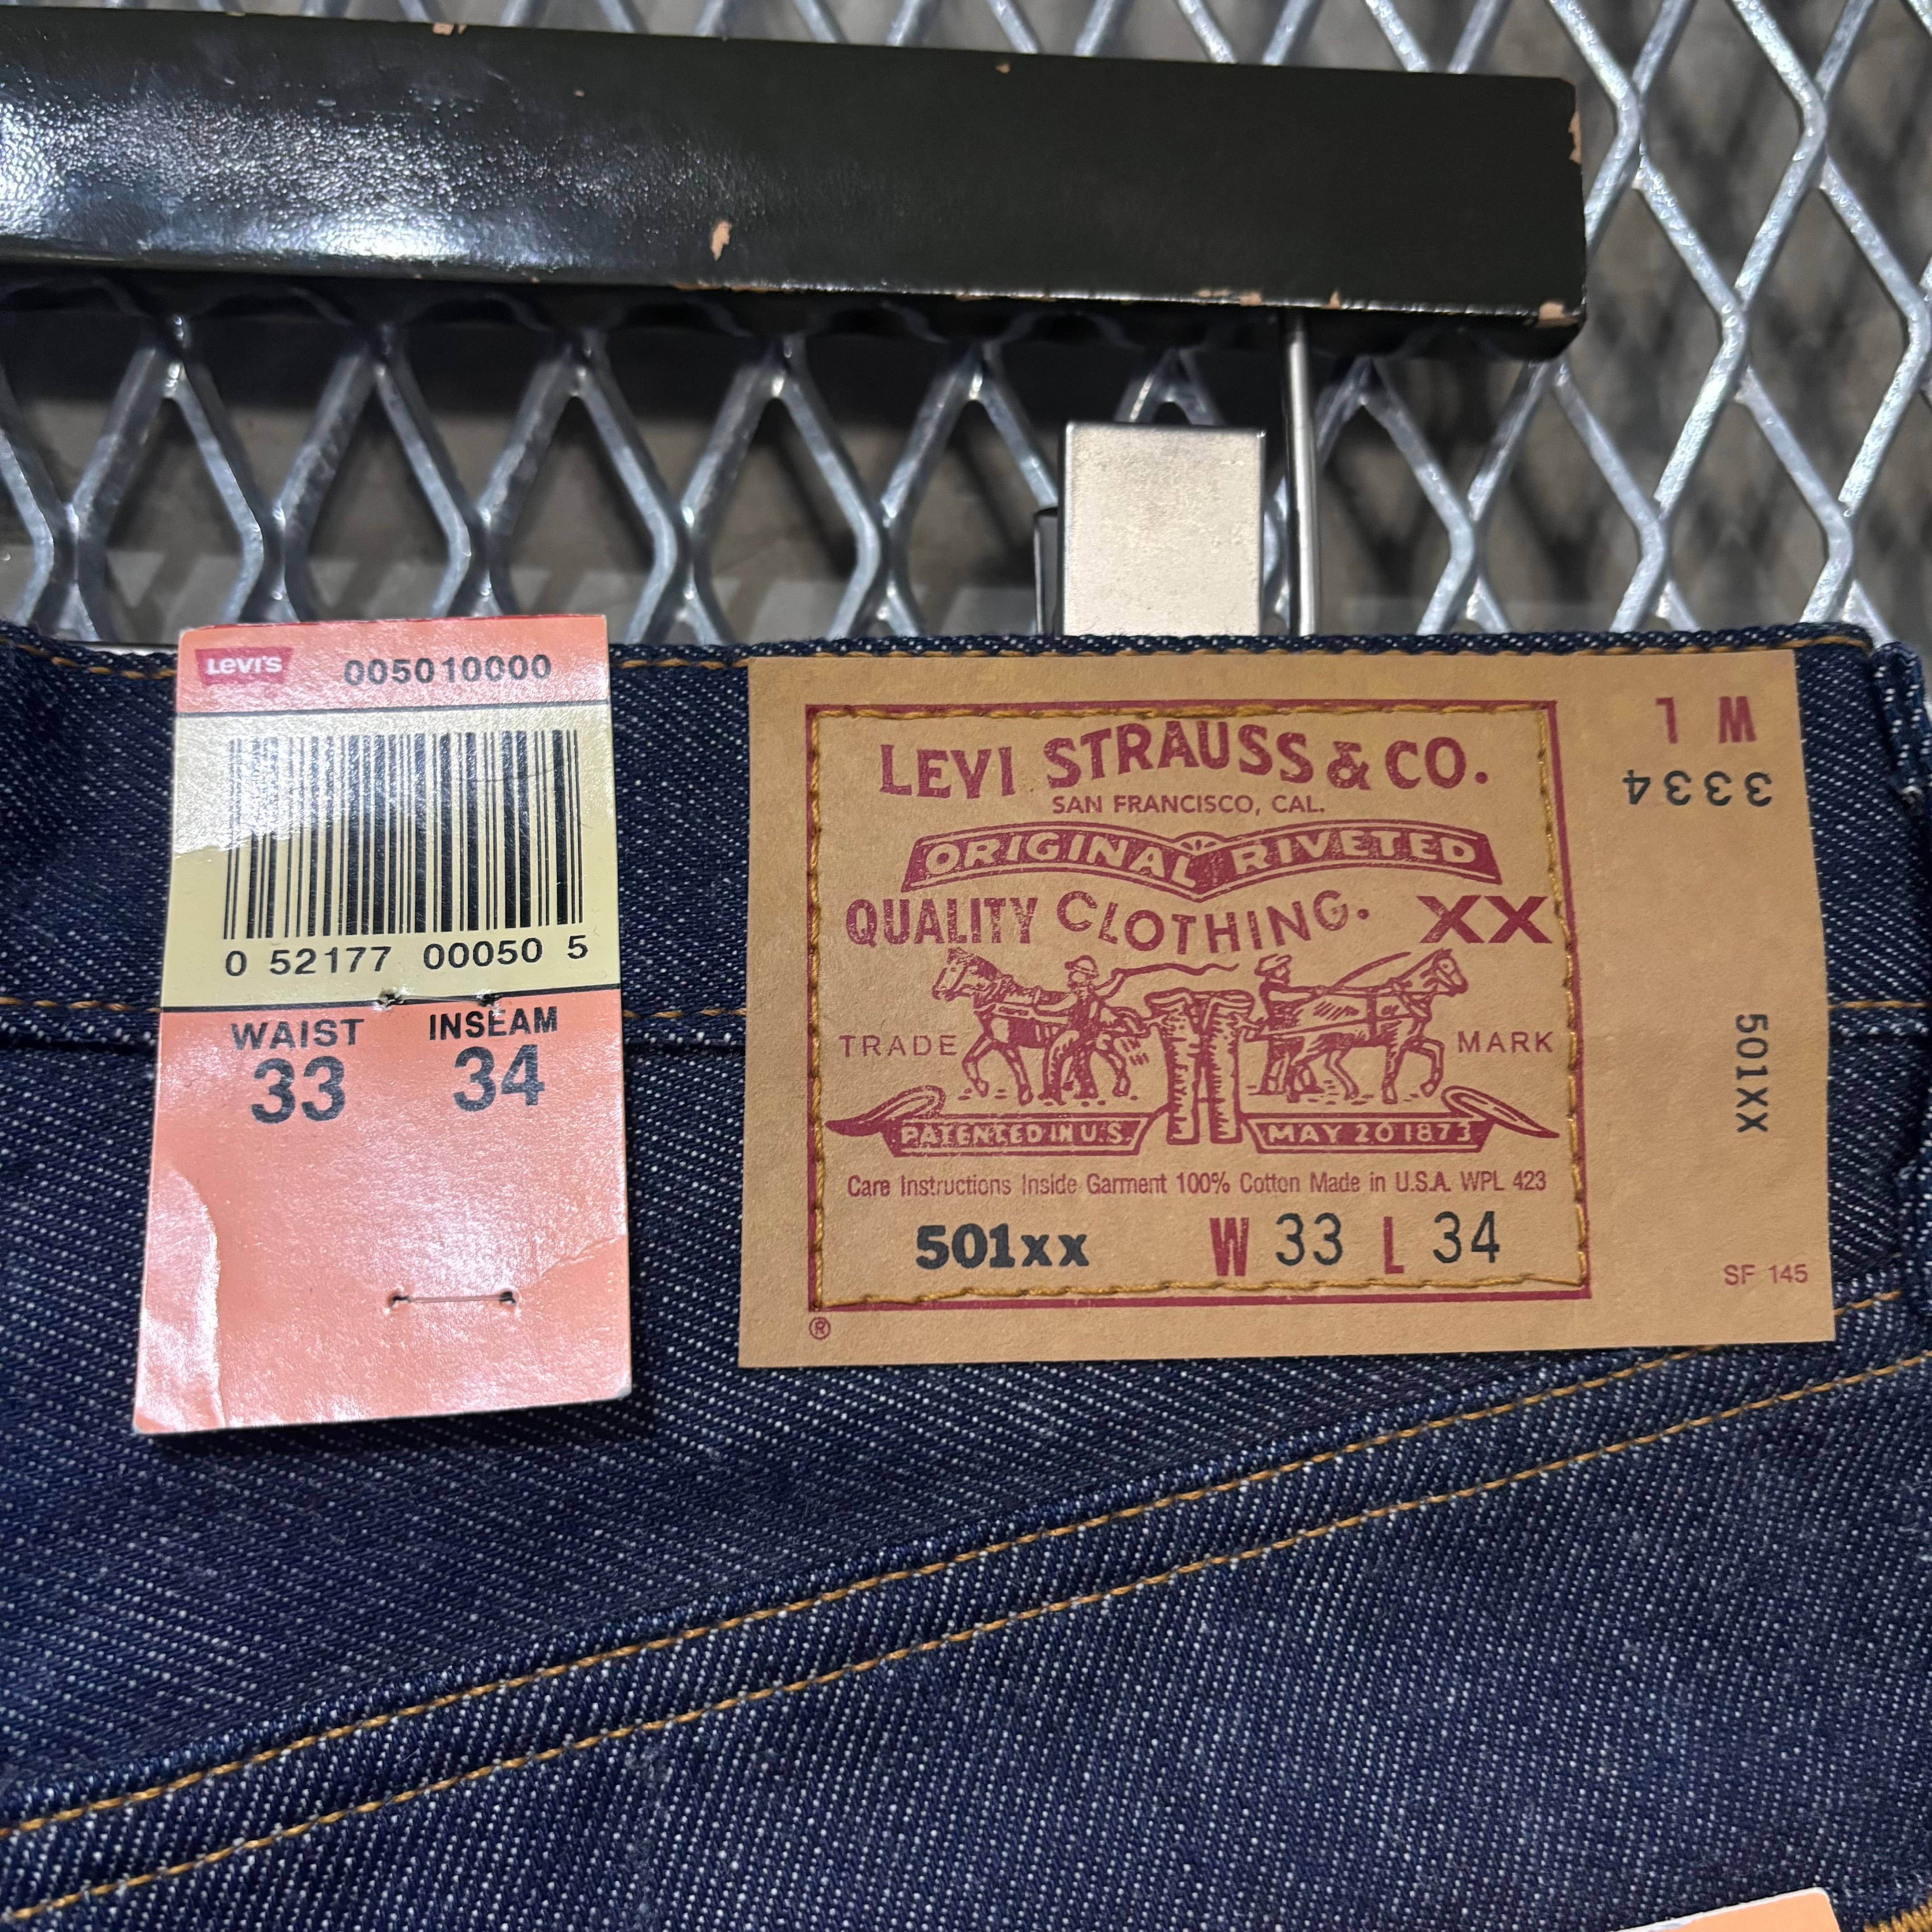 Levi's 005010000
0 52177 00050 5
WAIST INSEAM
33 34
LEVI STRAUSS & CO.
SAN FRANCISCO, CAL.
ORIGINAL RIVETED
QUALITY CLOTHING. XX
TRADE MARK
PATENTED IN U.S. MAY 20 1873
Care Instructions Inside Garment 100% Cotton Made in U.S.A. WPL 423
501xx W 33 L 34
®
W L
3334
501XX
SF 145